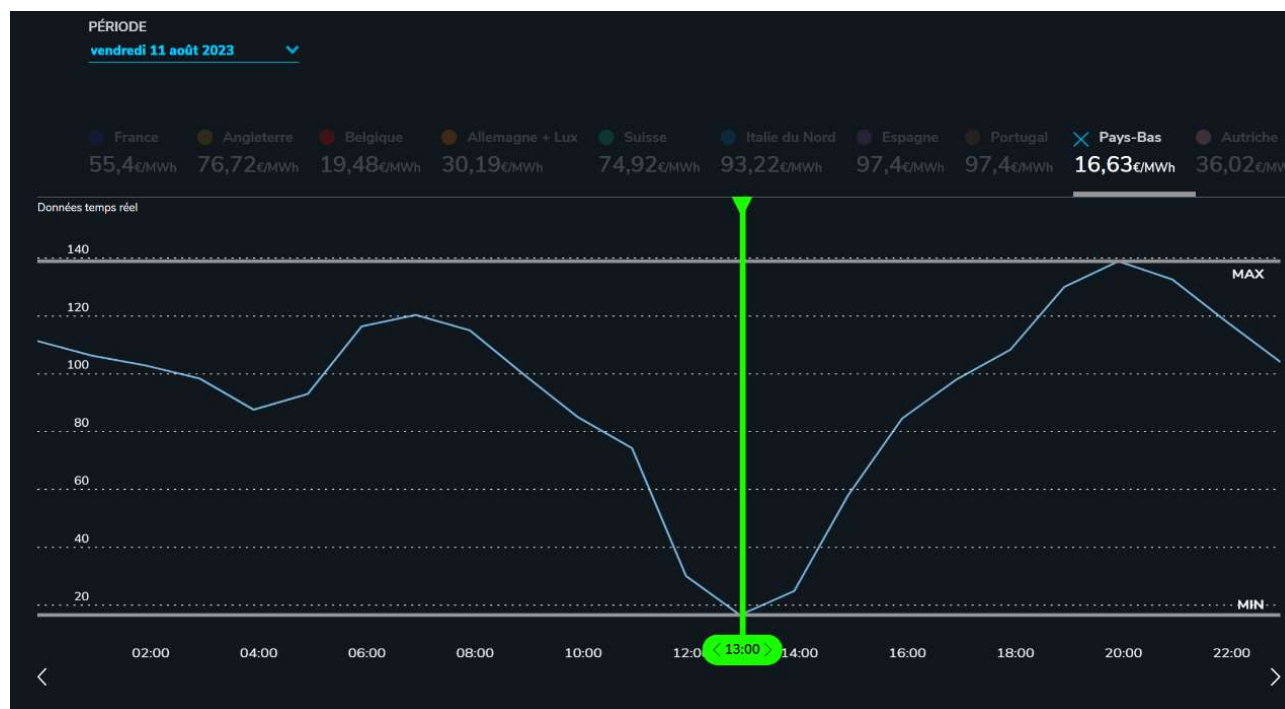 PÉRIODE
vendredi 11 août 2023
France Angleterre Belgique Allemagne + Lux Suisse Italie du Nord Espagne Portugal Pays-Bas Autriche
55,4€/MWh 76,72€/MWh 19,48€/MWh 30,19€/MWh 74,92€/MWh 93,22€/MWh 97,4€/MWh 97,4€/MWh 16,63€/MWh 36,02€/MW
Données temps réel
140
MAX
120
100
80
60
40
20
MIN
02:00 04:00 06:00 08:00 10:00 12:0 < 13:00 > 14:00 16:00 18:00 20:00 22:00
< >